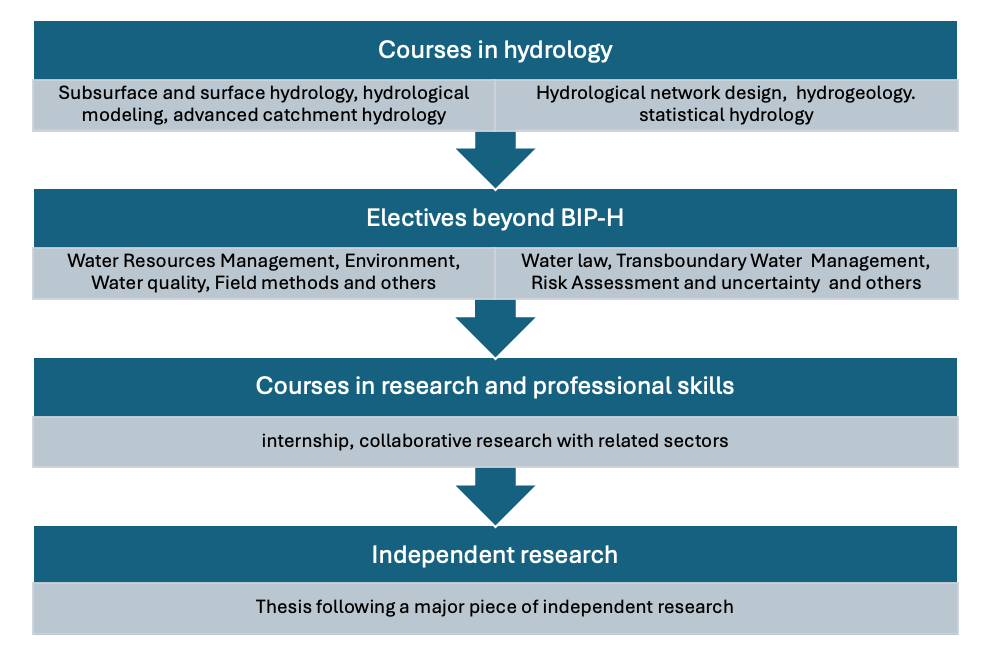 Courses in hydrology
Subsurface and surface hydrology, hydrological
modeling, advanced catchment hydrology
Hydrological network design,  hydrogeology.
statistical hydrology
Electives beyond BIP-H
Water Resources Management, Environment,
Water quality, Field methods and others
Water law, Transboundary Water  Management,
Risk Assessment and uncertainty  and others
Courses in research and professional skills
internship, collaborative research with related sectors
Independent research
Thesis following a major piece of independent research